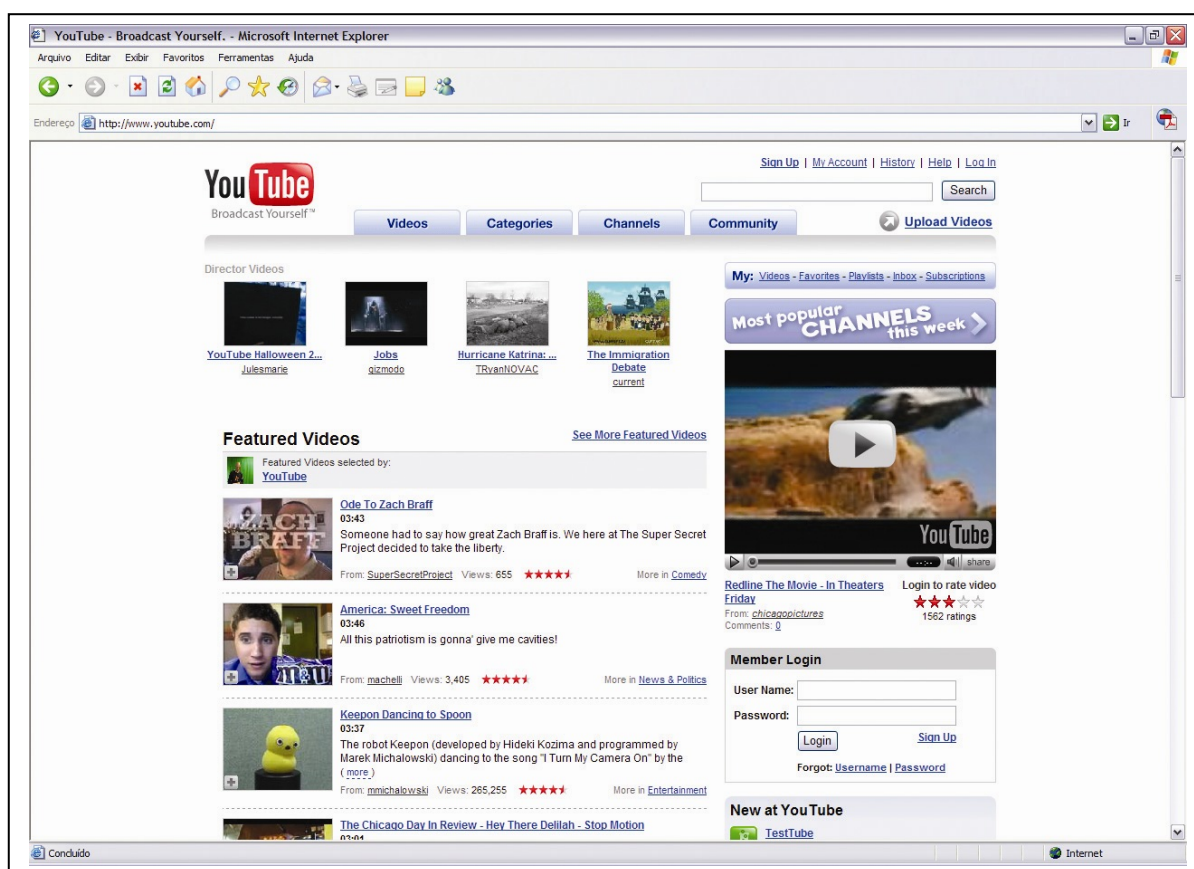 YouTube - Broadcast Yourself. - Microsoft Internet Explorer
Arquivo Editar Exibir Favoritos Ferramentas Ajuda
Endereço http://www.youtube.com/ Ir
Sign Up | My Account | History | Help | Log In
YouTube
Search
Broadcast Yourself™
Videos Categories Channels Community
Upload Videos
Director Videos
YouTube Halloween 2...
Julesmarie
Jobs
gizmodo
Hurricane Katrina: ...
TRyanNOVAC
The Immigration
Debate
current
My: Videos - Favorites - Playlists - Inbox - Subscriptions
Most popular
CHANNELS
this week
Featured Videos
See More Featured Videos
Featured Videos selected by:
YouTube
ZACH
BRAFF
Ode To Zach Braff
03:43
Someone had to say how great Zach Braff is. We here at The Super Secret
Project decided to take the liberty.
From: SuperSecretProject Views: 655 More in Comedy
America: Sweet Freedom
03:46
All this patriotism is gonna' give me cavities!
From: machelli Views: 3,405 More in News & Politics
Keepon Dancing to Spoon
03:37
The robot Keepon (developed by Hideki Kozima and programmed by
Marek Michalowski) dancing to the song "I Turn My Camera On" by the
( more )
From: mmichalowski Views: 265,255 More in Entertainment
The Chicago Day In Review - Hey There Delilah - Stop Motion
03:01
YouTube
share
Redline The Movie - In Theaters
Friday
From: chicagopictures
Comments: 0
Login to rate video
1562 ratings
Member Login
User Name:
Password:
Login Sign Up
Forgot: Username | Password
New at YouTube
TestTube
Concluído Internet